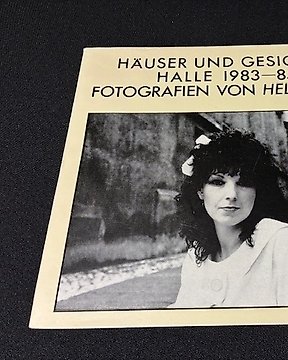 HÄUSER UND GESIC
HALLE 1983—8
FOTOGRAFIEN VON HEL